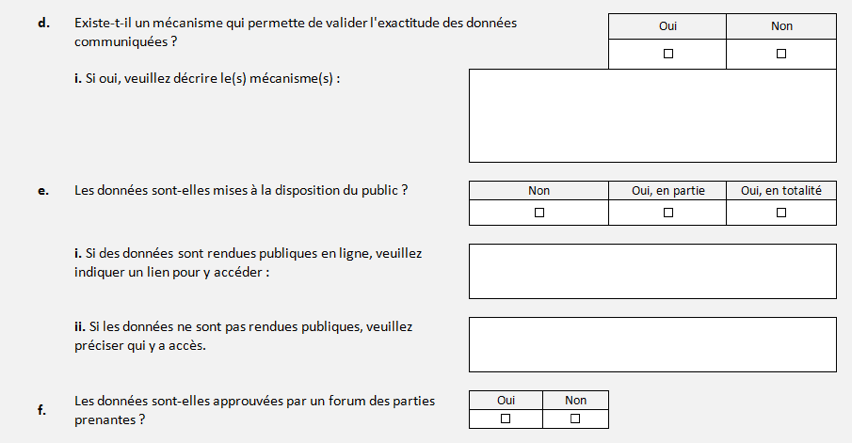 d. Existe-t-il un mécanisme qui permette de valider l'exactitude des données
communiquées ?
Oui Non
☐ ☐
i. Si oui, veuillez décrire le(s) mécanisme(s) :
e. Les données sont-elles mises à la disposition du public ?
Non Oui, en partie Oui, en totalité
☐ ☐ ☐
i. Si des données sont rendues publiques en ligne, veuillez
indiquer un lien pour y accéder :
ii. Si les données ne sont pas rendues publiques, veuillez
préciser qui y a accès.
f. Les données sont-elles approuvées par un forum des parties
prenantes ?
Oui Non
☐ ☐